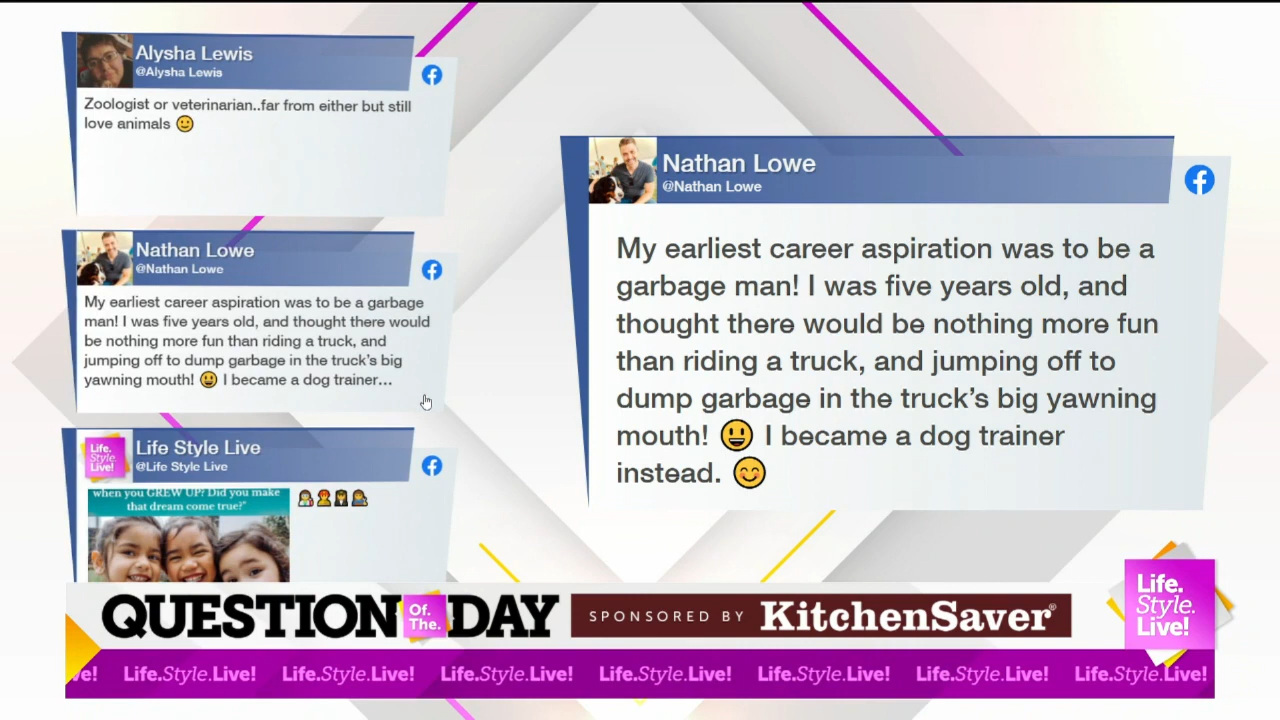 Alysha Lewis
@Alysha Lewis
Zoologist or veterinarian..far from either but still
love animals 🙂
Nathan Lowe
@Nathan Lowe
My earliest career aspiration was to be a garbage
man! I was five years old, and thought there would
be nothing more fun than riding a truck, and
jumping off to dump garbage in the truck's big
yawning mouth! 😃 I became a dog trainer...
Life.
Style.
Live!
Life Style Live
@Life Style Live
when you GREW UP? Did you make
that dream come true?"
Nathan Lowe
@Nathan Lowe
My earliest career aspiration was to be a
garbage man! I was five years old, and
thought there would be nothing more fun
than riding a truck, and jumping off to
dump garbage in the truck's big yawning
mouth! 😃 I became a dog trainer
instead. 😊
QUESTION Of. The. DAY
SPONSORED BY KitchenSaver®
Life.
Style.
Live!
ve! Life.Style.Live! Life.Style.Live! Life.Style.Live! Life.Style.Live! Life.Style.Live! Life.Style.Live! Life.Style.Live!